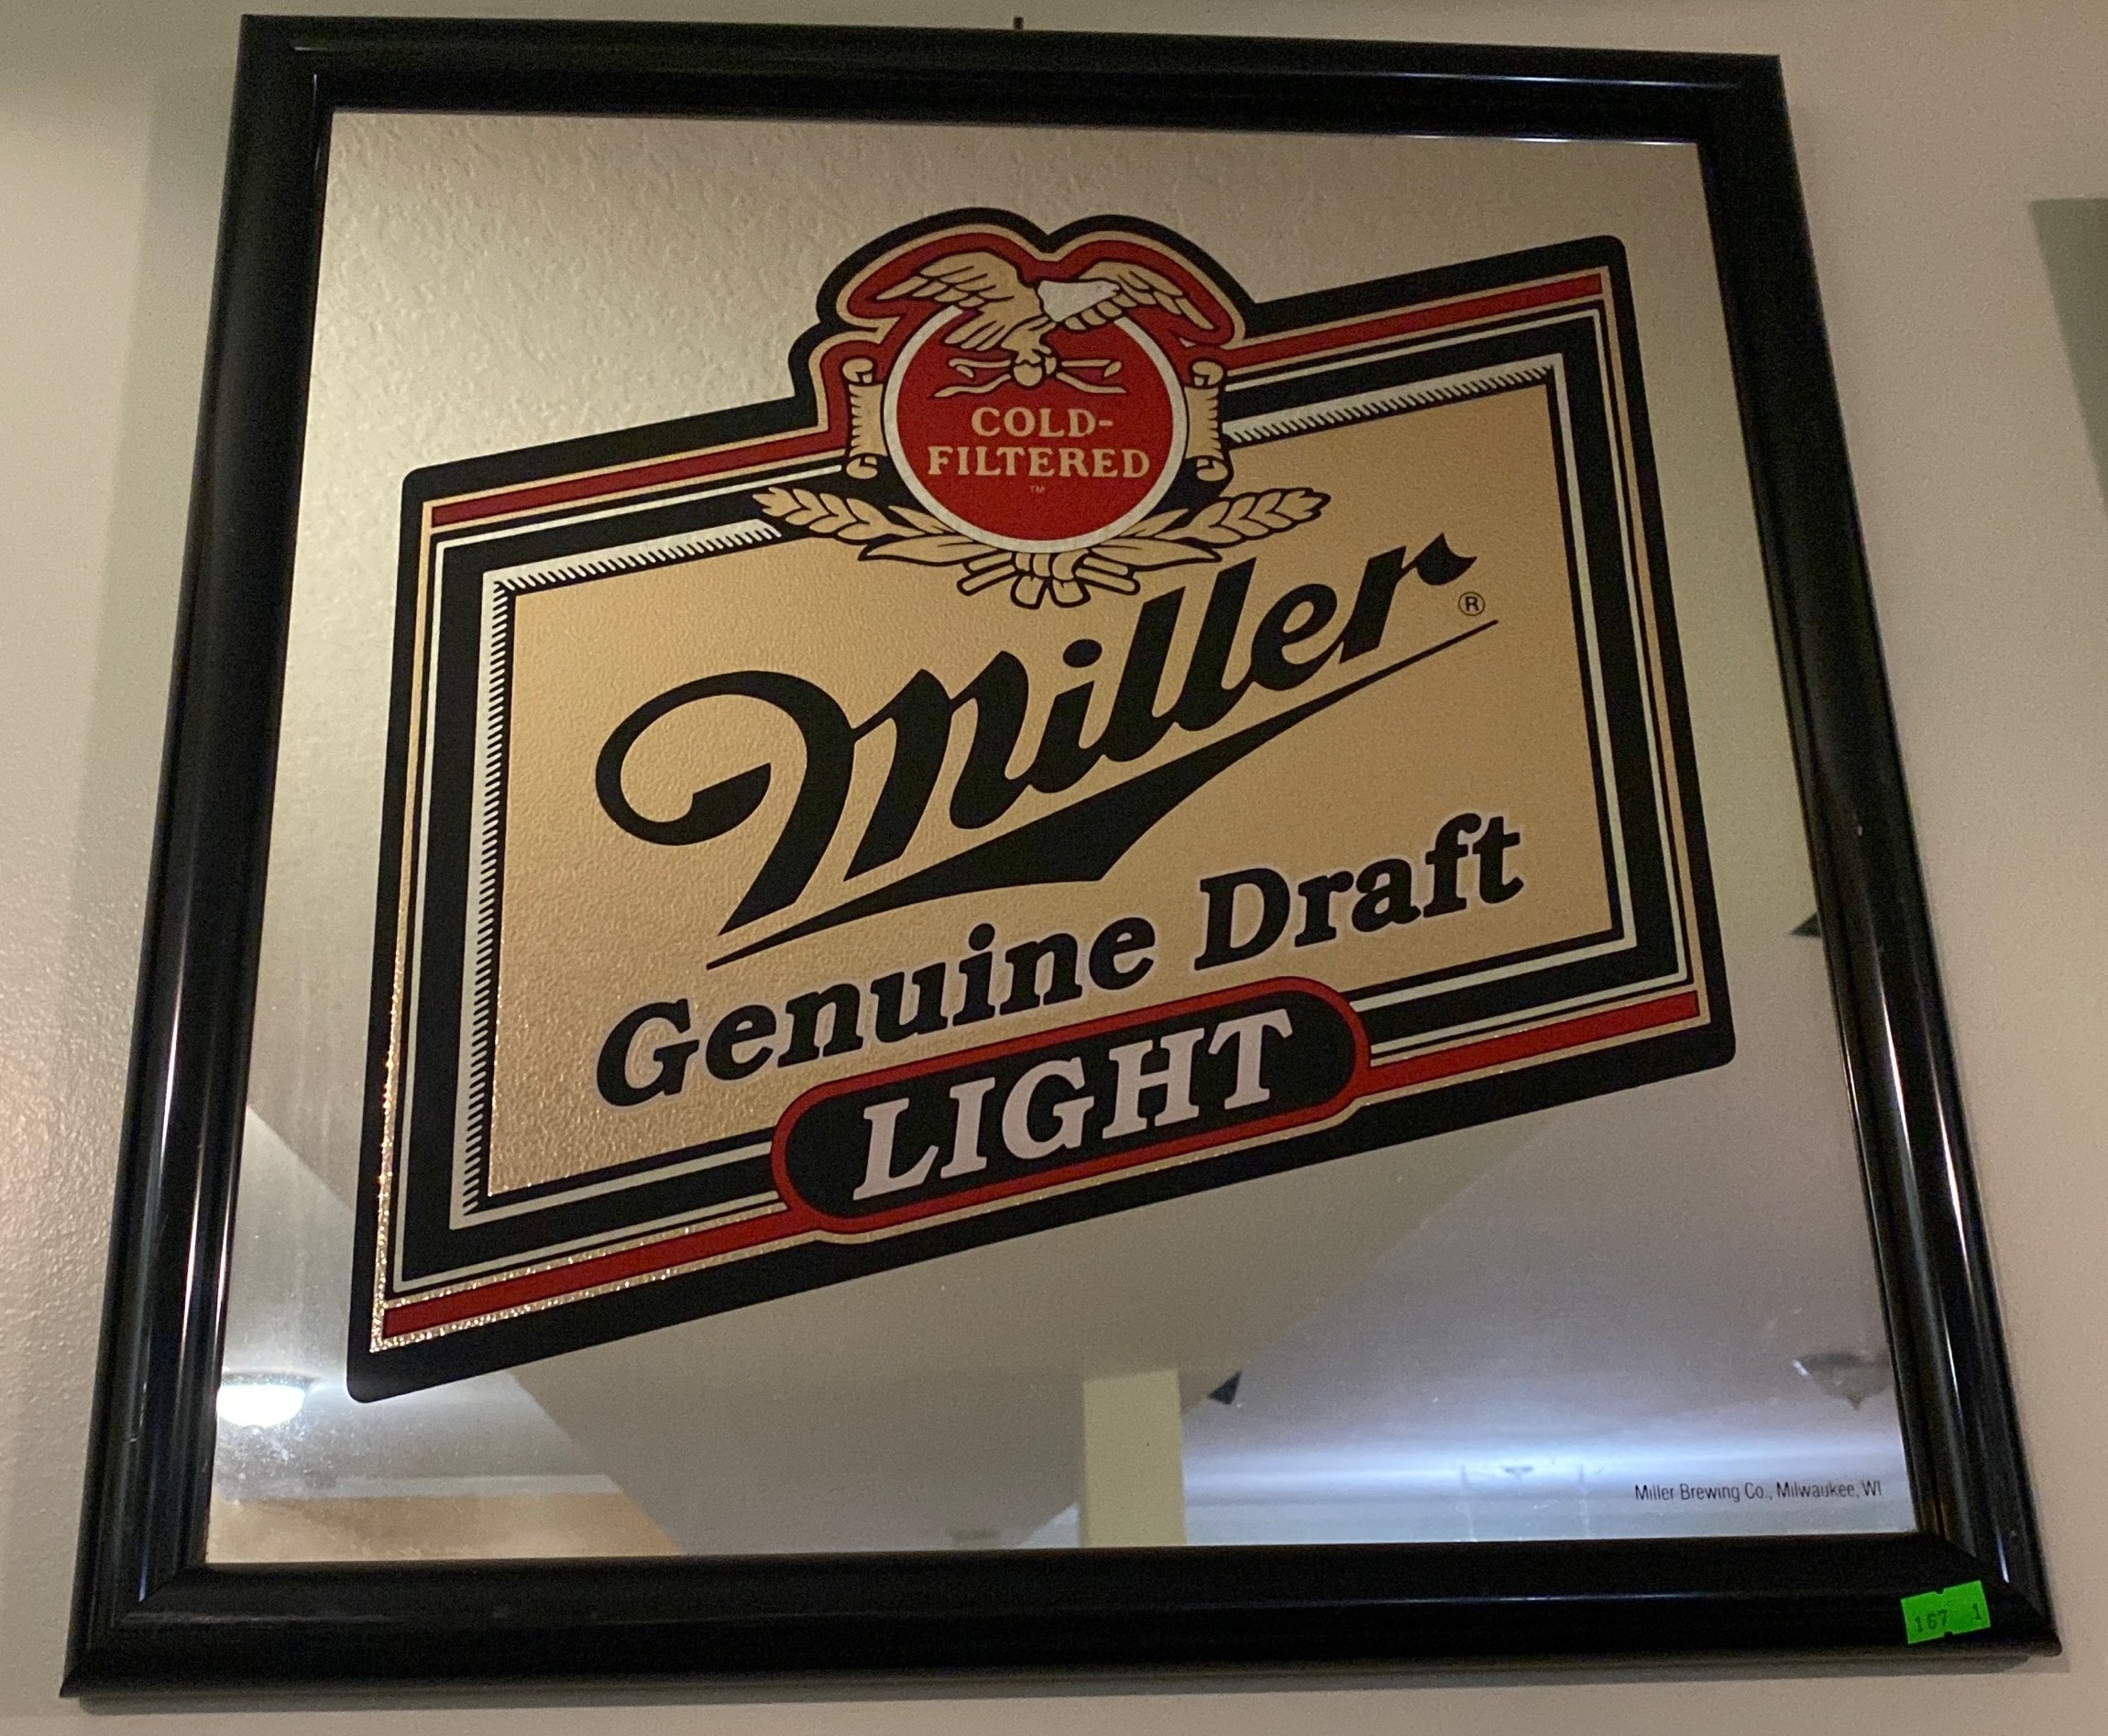 COLD-
FILTERED
TM
Miller ®
Genuine Draft
LIGHT
Miller Brewing Co., Milwaukee, WI
167 1